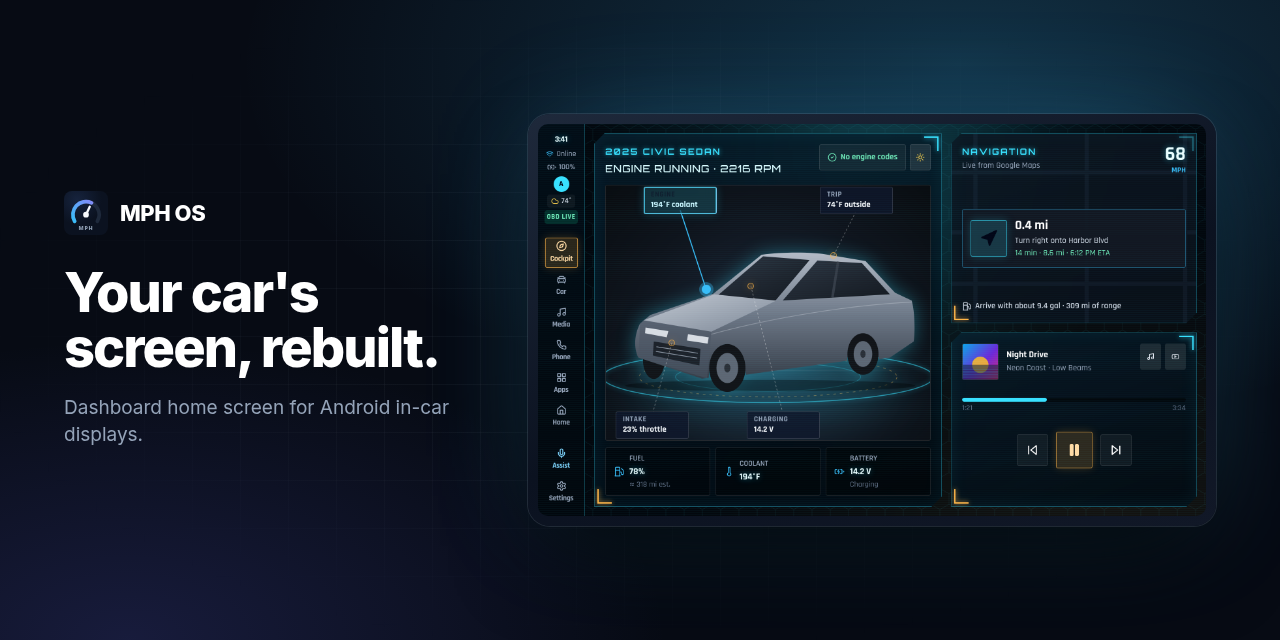 MPH
MPH OS
Your car's
screen, rebuilt.
Dashboard home screen for Android in-car
displays.
3:41
Online
100%
A
74°
OBD LIVE
Cockpit
Car
Media
Phone
Apps
Home
Assist
Settings
2025 CIVIC SEDAN
ENGINE RUNNING · 2216 RPM
No engine codes
194°F coolant
TRIP
74°F outside
INTAKE
23% throttle
CHARGING
14.2 V
FUEL
78%
≈ 318 mi est.
COOLANT
194°F
BATTERY
14.2 V
Charging
NAVIGATION
Live from Google Maps
68
MPH
0.4 mi
Turn right onto Harbor Blvd
14 min · 8.6 mi · 6:12 PM ETA
Arrive with about 9.4 gal · 309 mi of range
Night Drive
Neon Coast · Low Beams
1:21
3:34